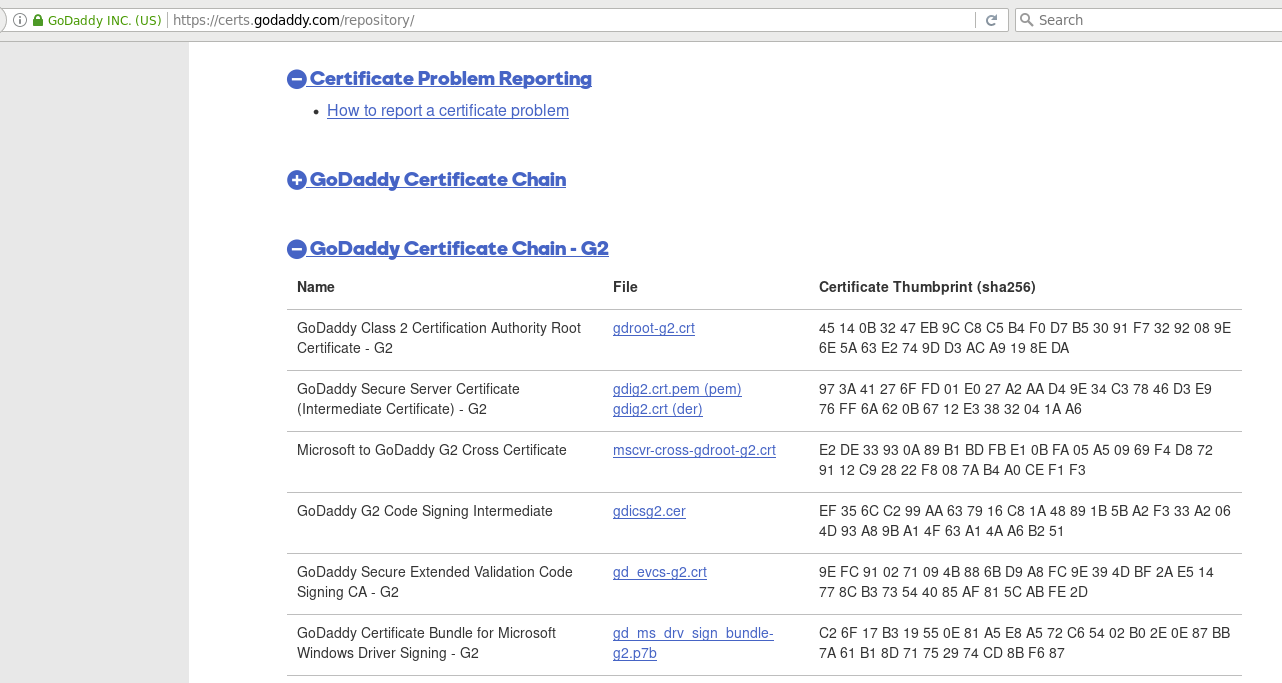 GoDaddy INC. (US) https://certs.godaddy.com/repository/ Search
Certificate Problem Reporting
How to report a certificate problem
GoDaddy Certificate Chain
GoDaddy Certificate Chain - G2
Name File Certificate Thumbprint (sha256)
GoDaddy Class 2 Certification Authority Root gdroot-g2.crt 45 14 0B 32 47 EB 9C C8 C5 B4 F0 D7 B5 30 91 F7 32 92 08 9E
Certificate - G2 6E 5A 63 E2 74 9D D3 AC A9 19 8E DA
GoDaddy Secure Server Certificate gdig2.crt.pem (pem) 97 3A 41 27 6F FD 01 E0 27 A2 AA D4 9E 34 C3 78 46 D3 E9
(Intermediate Certificate) - G2 gdig2.crt (der) 76 FF 6A 62 0B 67 12 E3 38 32 04 1A A6
Microsoft to GoDaddy G2 Cross Certificate mscvr-cross-gdroot-g2.crt E2 DE 33 93 0A 89 B1 BD FB E1 0B FA 05 A5 09 69 F4 D8 72
91 12 C9 28 22 F8 08 7A B4 A0 CE F1 F3
GoDaddy G2 Code Signing Intermediate gdicsg2.cer EF 35 6C C2 99 AA 63 79 16 C8 1A 48 89 1B 5B A2 F3 33 A2 06
4D 93 A8 9B A1 4F 63 A1 4A A6 B2 51
GoDaddy Secure Extended Validation Code gd_evcs-g2.crt 9E FC 91 02 71 09 4B 88 6B D9 A8 FC 9E 39 4D BF 2A E5 14
Signing CA - G2 77 8C B3 73 54 40 85 AF 81 5C AB FE 2D
GoDaddy Certificate Bundle for Microsoft gd_ms_drv_sign_bundle- C2 6F 17 B3 19 55 0E 81 A5 E8 A5 72 C6 54 02 B0 2E 0E 87 BB
Windows Driver Signing - G2 g2.p7b 7A 61 B1 8D 71 75 29 74 CD 8B F6 87